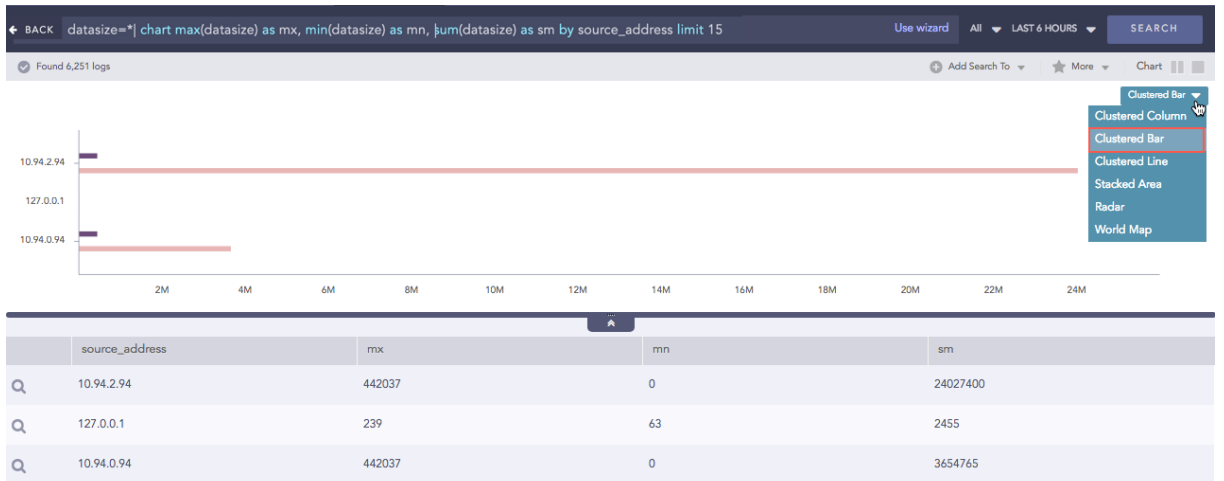 BACK datasize=*| chart max(datasize) as mx, min(datasize) as mn, sum(datasize) as sm by source_address limit 15 Use wizard All LAST 6 HOURS SEARCH
Found 6,251 logs Add Search To More Chart
Clustered Bar
Clustered Column
Clustered Bar
Clustered Line
Stacked Area
Radar
World Map
10.94.2.94
127.0.0.1
10.94.0.94
2M 4M 6M 8M 10M 12M 14M 16M 18M 20M 22M 24M
source_address mx mn sm
10.94.2.94 442037 0 24027400
127.0.0.1 239 63 2455
10.94.0.94 442037 0 3654765